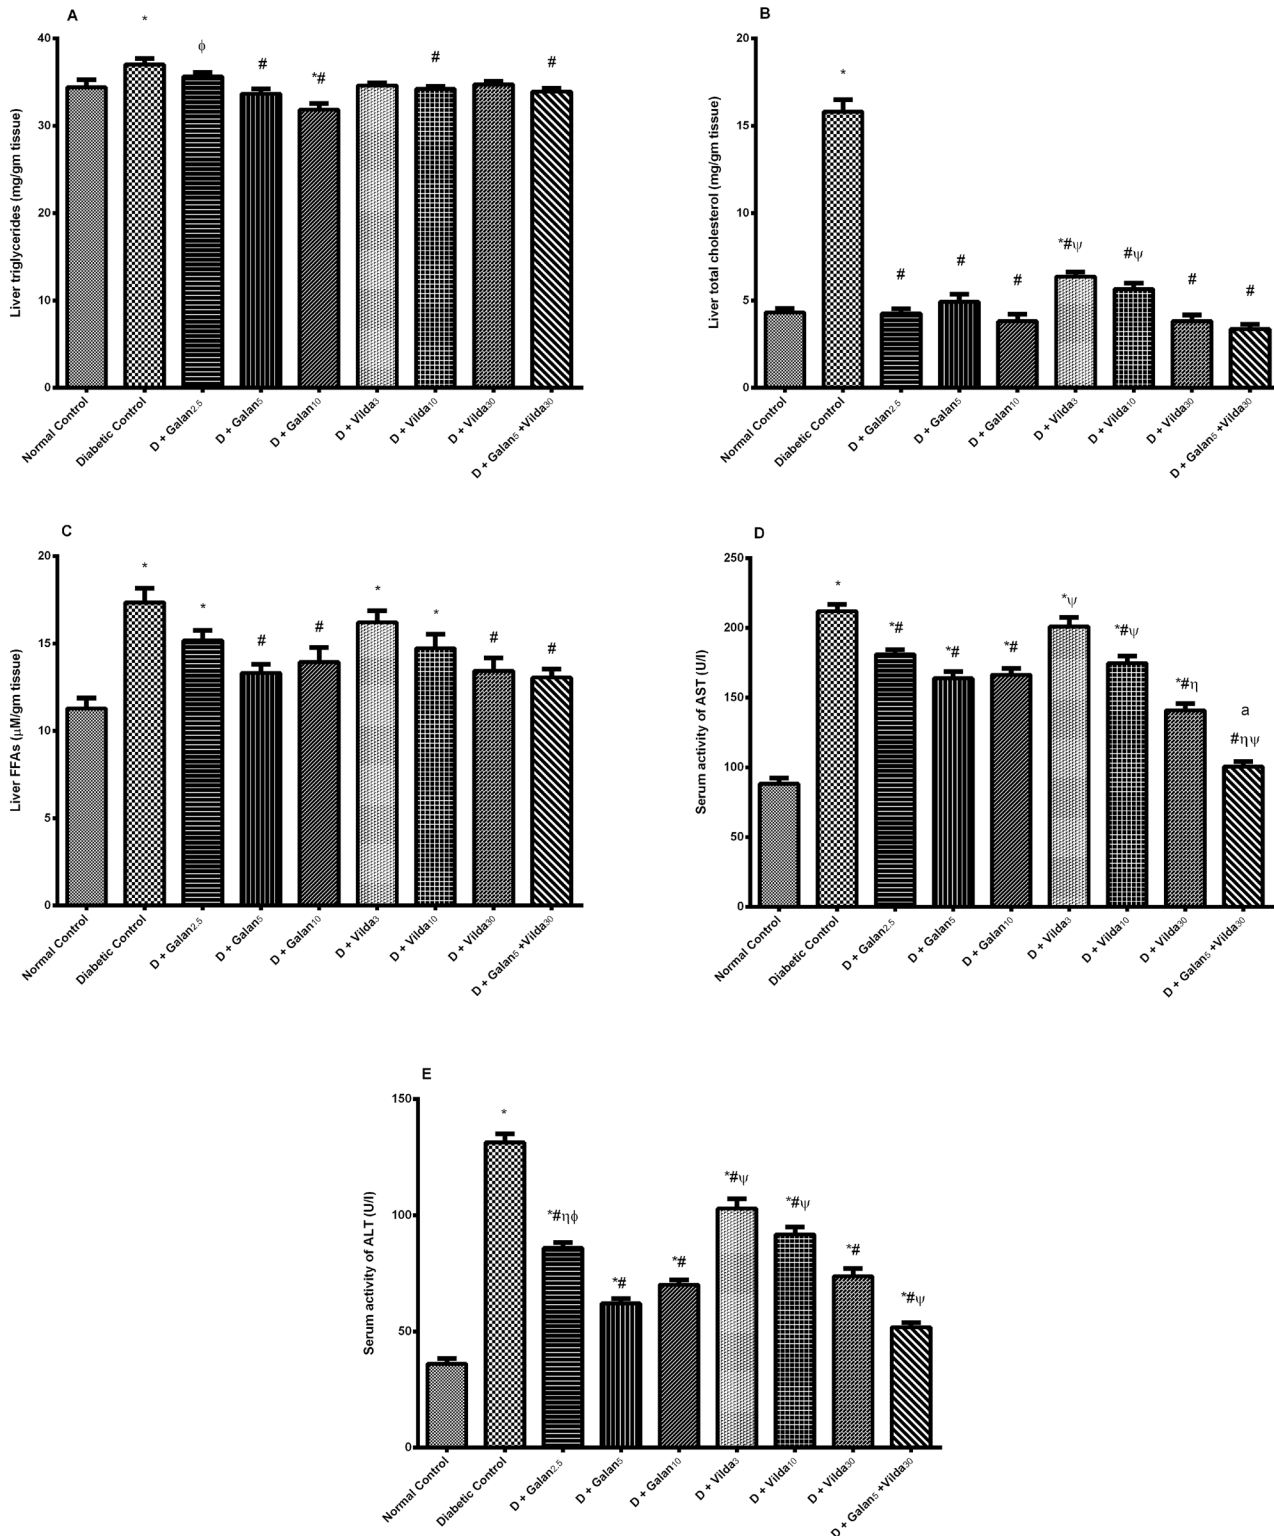 A
Liver triglycerides (mg/gm tissue)
40
30
20
10
0
*
ϕ
#
*#
#
#
Normal Control
Diabetic Control
D + Galan2.5
D + Galan5
D + Galan10
D + Vilda3
D + Vilda10
D + Vilda30
D + Galan5 +Vilda30
B
Liver total cholesterol (mg/gm tissue)
20
15
10
5
0
*
#
#
#
*#ψ
#ψ
#
#
Normal Control
Diabetic Control
D + Galan2.5
D + Galan5
D + Galan10
D + Vilda3
D + Vilda10
D + Vilda30
D + Galan5 +Vilda30
C
Liver FFAs (μM/gm tissue)
20
15
10
5
0
*
*
#
#
*
*
#
#
Normal Control
Diabetic Control
D + Galan2.5
D + Galan5
D + Galan10
D + Vilda3
D + Vilda10
D + Vilda30
D + Galan5 +Vilda30
D
Serum activity of AST (U/l)
250
200
150
100
50
0
*
*#
*#
*#
*ψ
*#ψ
*#η
a
#ηψ
Normal Control
Diabetic Control
D + Galan2.5
D + Galan5
D + Galan10
D + Vilda3
D + Vilda10
D + Vilda30
D + Galan5 +Vilda30
E
Serum activity of ALT (U/l)
150
100
50
0
*
*#ηϕ
*#
*#
*#ψ
*#ψ
*#
*#ψ
Normal Control
Diabetic Control
D + Galan2.5
D + Galan5
D + Galan10
D + Vilda3
D + Vilda10
D + Vilda30
D + Galan5 +Vilda30